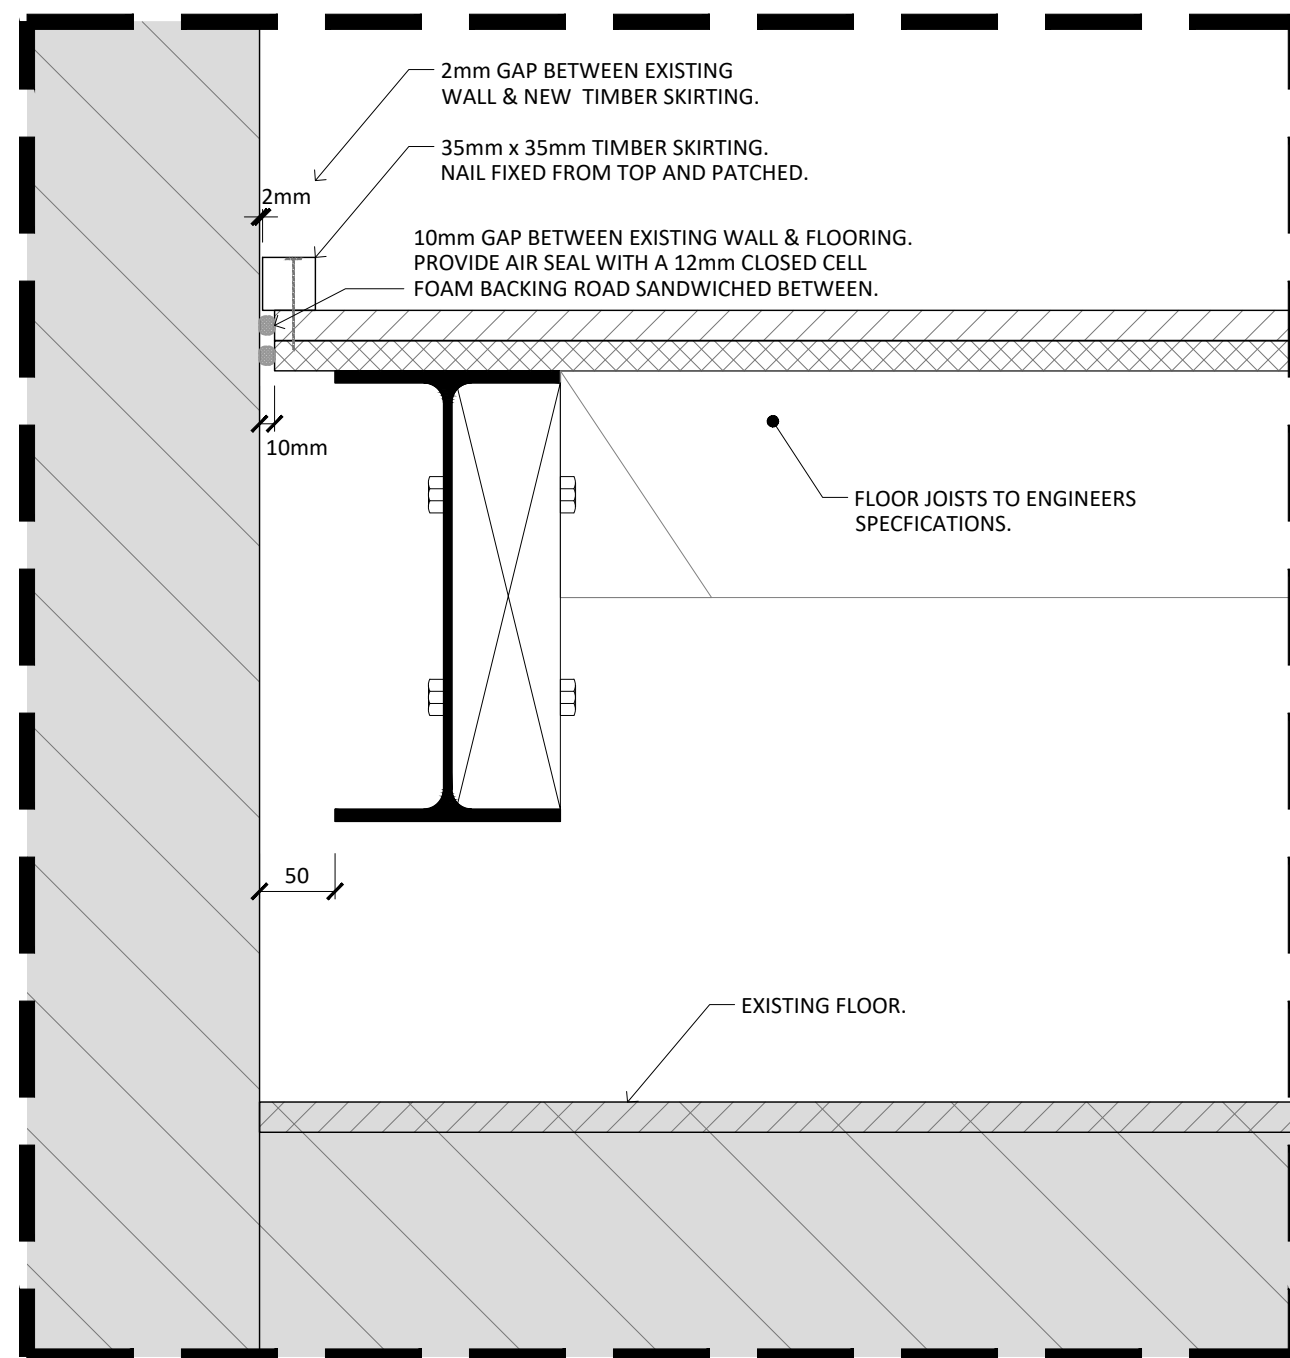 2mm GAP BETWEEN EXISTING
WALL & NEW TIMBER SKIRTING.
35mm x 35mm TIMBER SKIRTING.
NAIL FIXED FROM TOP AND PATCHED.
2mm
10mm GAP BETWEEN EXISTING WALL & FLOORING.
PROVIDE AIR SEAL WITH A 12mm CLOSED CELL
FOAM BACKING ROAD SANDWICHED BETWEEN.
10mm
FLOOR JOISTS TO ENGINEERS
SPECFICATIONS.
50
EXISTING FLOOR.